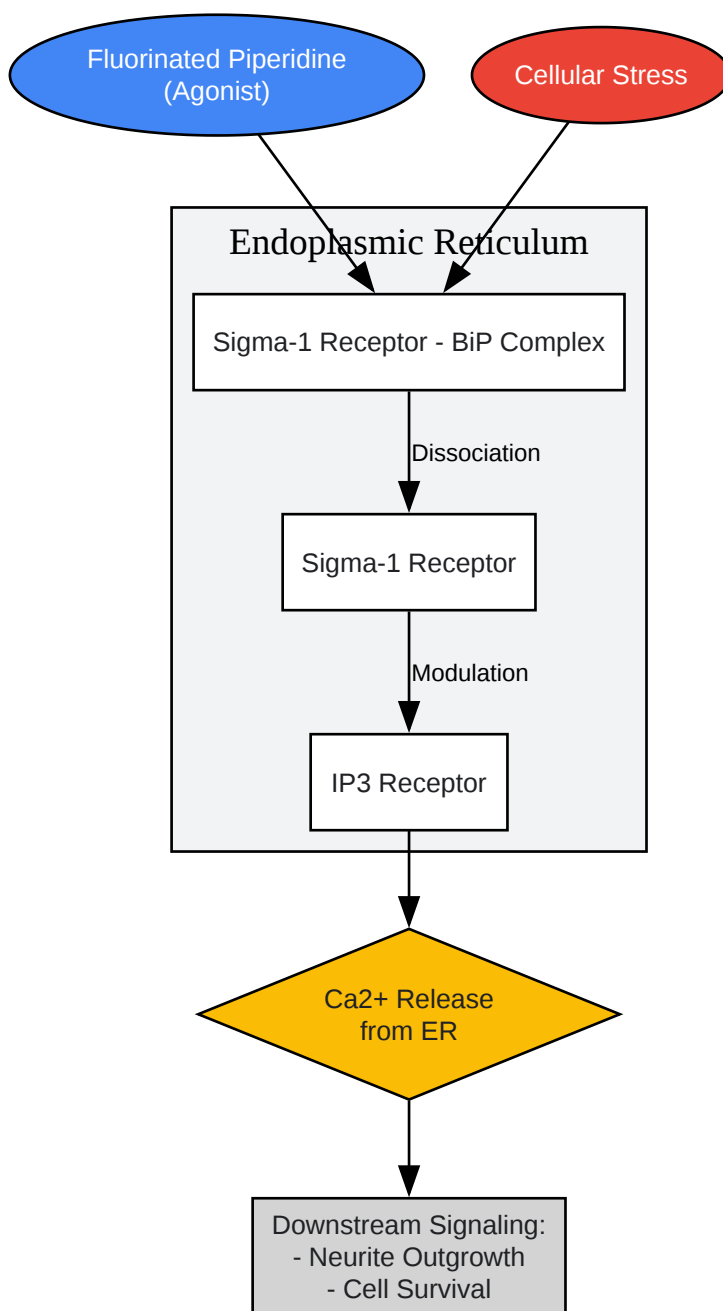 Fluorinated Piperidine
(Agonist)
Cellular Stress
Endoplasmic Reticulum
Sigma-1 Receptor - BiP Complex
Dissociation
Sigma-1 Receptor
Modulation
IP3 Receptor
Ca2+ Release
from ER
Downstream Signaling:
- Neurite Outgrowth
- Cell Survival